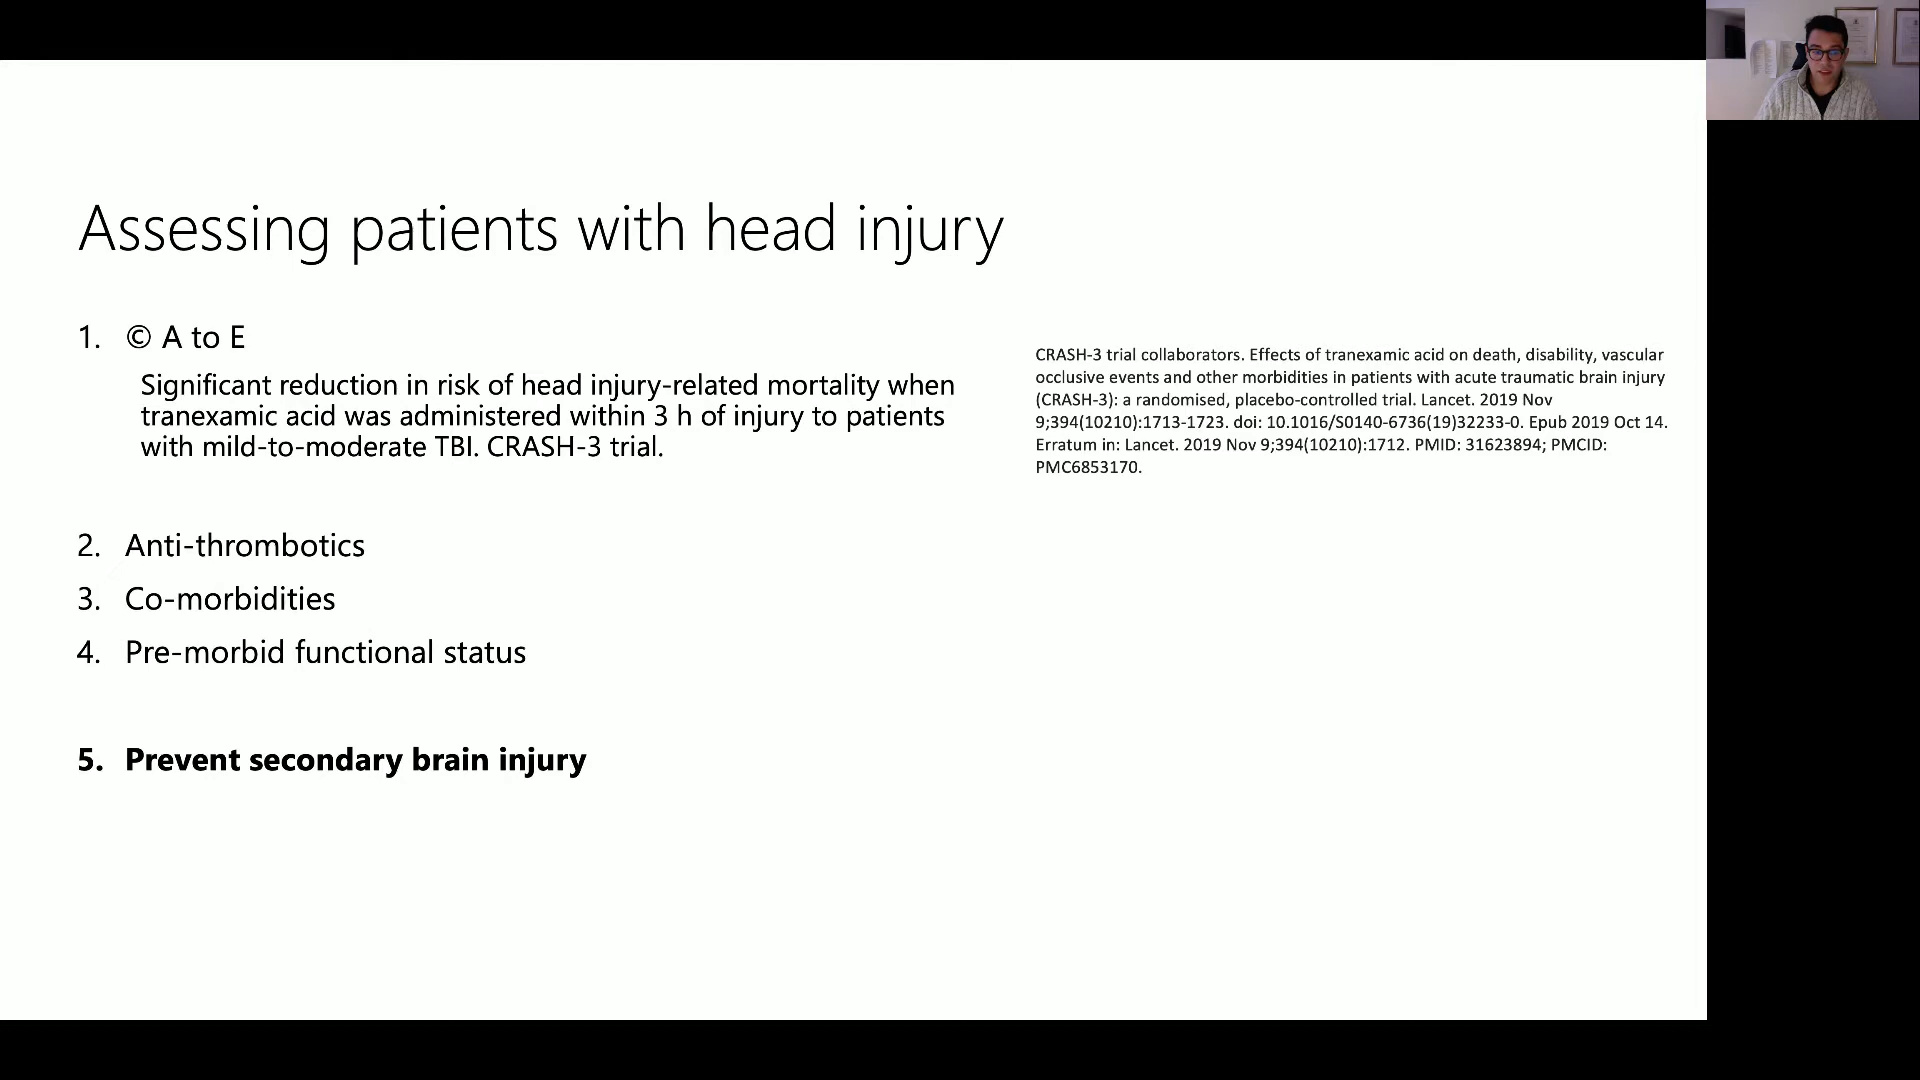 Assessing patients with head injury
1. © A to E
Significant reduction in risk of head injury-related mortality when
tranexamic acid was administered within 3 h of injury to patients
with mild-to-moderate TBI. CRASH-3 trial.
2. Anti-thrombotics
3. Co-morbidities
4. Pre-morbid functional status
5. Prevent secondary brain injury
CRASH-3 trial collaborators. Effects of tranexamic acid on death, disability, vascular
occlusive events and other morbidities in patients with acute traumatic brain injury
(CRASH-3): a randomised, placebo-controlled trial. Lancet. 2019 Nov
9;394(10210):1713-1723. doi: 10.1016/S0140-6736(19)32233-0. Epub 2019 Oct 14.
Erratum in: Lancet. 2019 Nov 9;394(10210):1712. PMID: 31623894; PMCID:
PMC6853170.